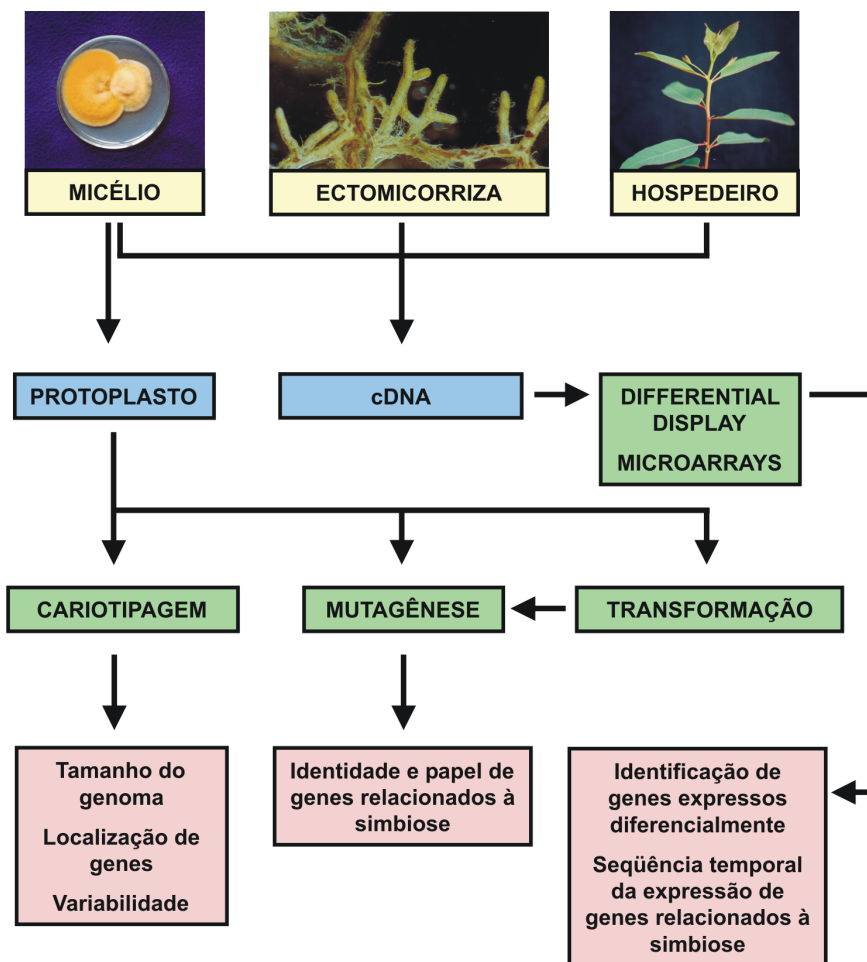 MICÉLIO
ECTOMICORRIZA
HOSPEDEIRO
PROTOPLASTO
cDNA
DIFFERENTIAL
DISPLAY
MICROARRAYS
CARIOTIPAGEM
MUTAGÊNESE
TRANSFORMAÇÃO
Tamanho do
genoma
Localização de
genes
Variabilidade
Identidade e papel de
genes relacionados à
simbiose
Identificação de
genes expressos
diferencialmente
Seqüência temporal
da expressão de
genes relacionados à
simbiose